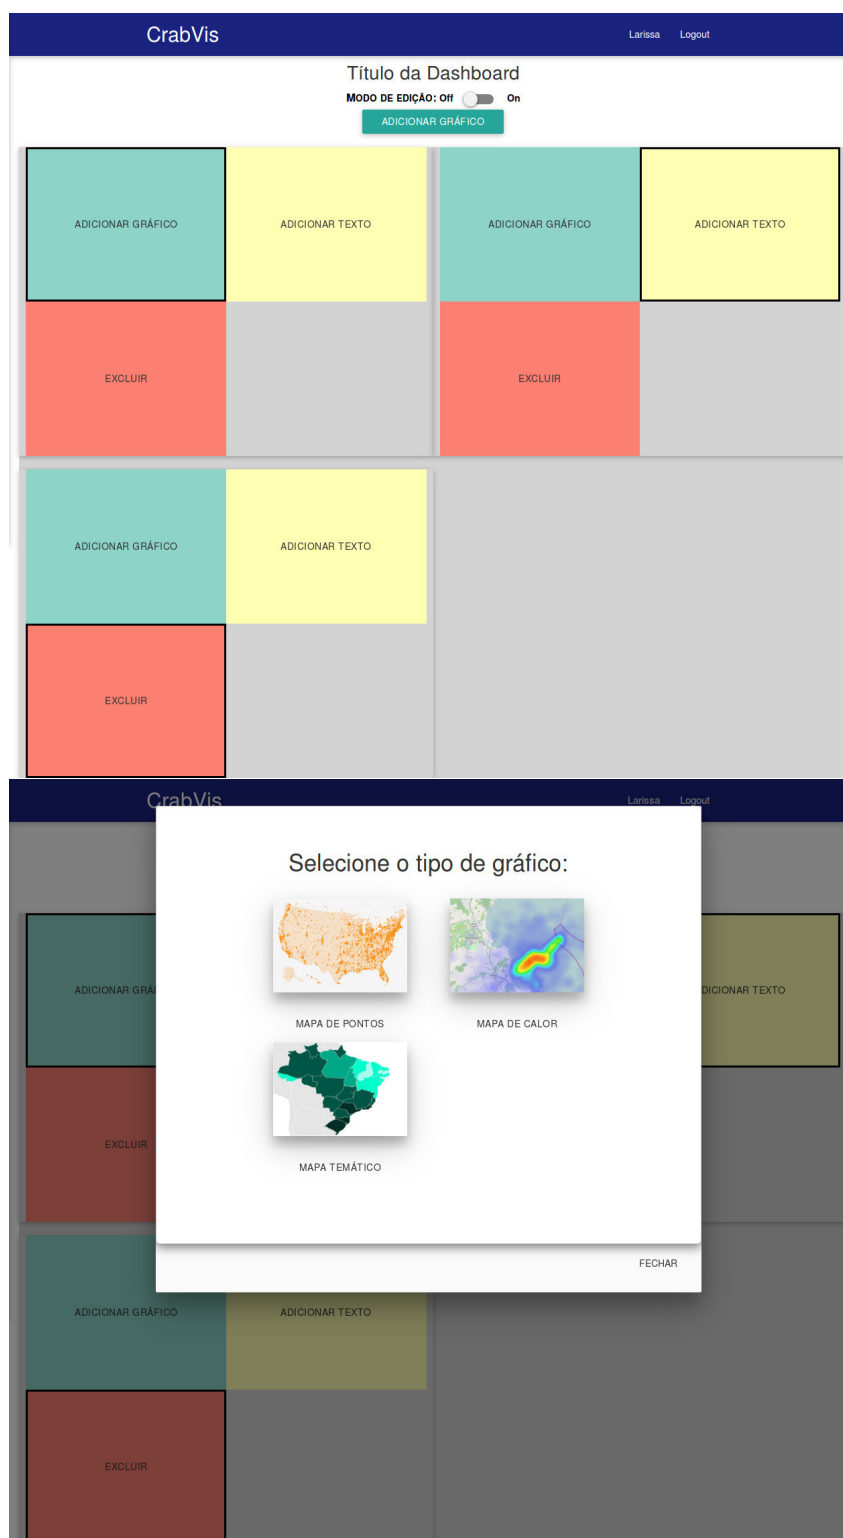 CrabVis Larissa Logout
Título da Dashboard
MODO DE EDIÇÃO: Off On
ADICIONAR GRÁFICO
ADICIONAR GRÁFICO ADICIONAR TEXTO ADICIONAR GRÁFICO ADICIONAR TEXTO
EXCLUIR EXCLUIR
ADICIONAR GRÁFICO ADICIONAR TEXTO
EXCLUIR
CrabVis Larissa Logout
Selecione o tipo de gráfico:
ADICIONAR GRÁ DICIONAR TEXTO
MAPA DE PONTOS MAPA DE CALOR
EXCLUIR
MAPA TEMÁTICO
FECHAR
ADICIONAR GRÁFICO ADICIONAR TEXTO
EXCLUIR